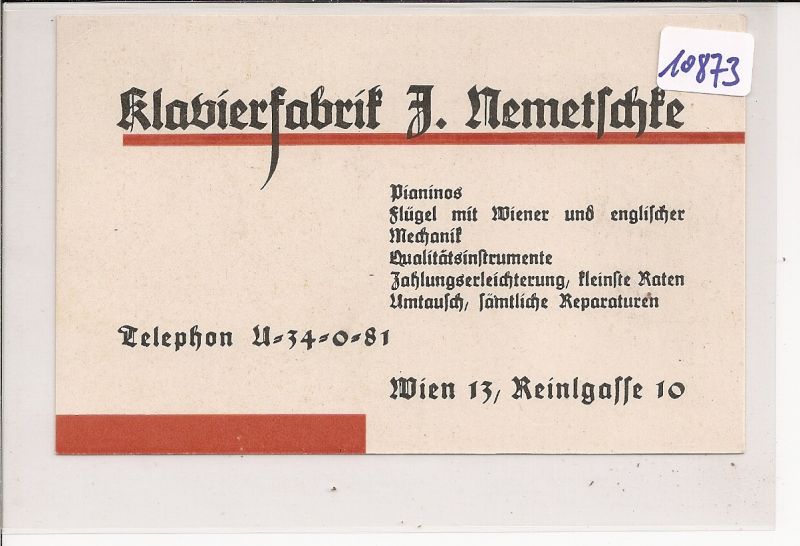 10873
Klavierfabrik J. Nemetschke
Pianinos
Flügel mit Wiener und englischer
Mechanik
Qualitätsinstrumente
Zahlungserleichterung, kleinste Raten
Umtausch, sämtliche Reparaturen
Telephon U-34-0-81
Wien 13, Reinlgasse 10